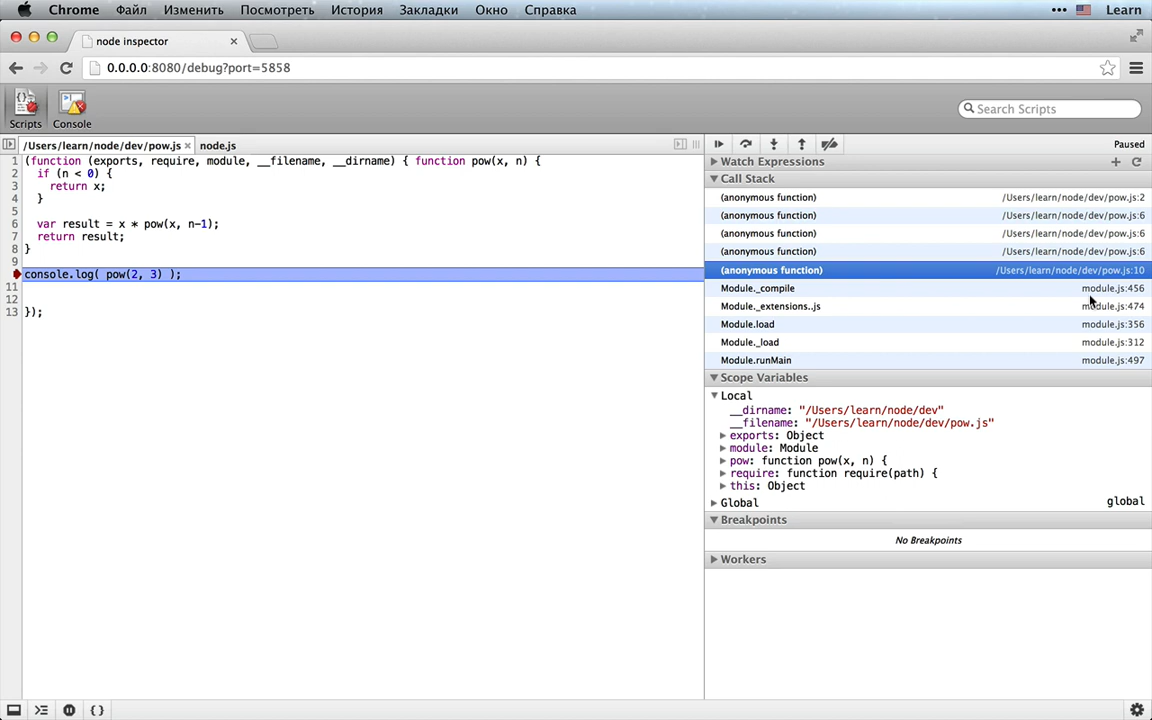 Chrome Файл Изменить Посмотреть История Закладки Окно Справка Learn
node inspector
0.0.0.0:8080/debug?port=5858
Scripts Console Search Scripts
/Users/learn/node/dev/pow.js node.js Paused
1 (function (exports, require, module, __filename, __dirname) { function pow(x, n) {
2 if (n < 0) {
3 return x;
4 }
5
6 var result = x * pow(x, n-1);
7 return result;
8 }
9
console.log( pow(2, 3) );
11
12
13 });
Watch Expressions
Call Stack
(anonymous function) /Users/learn/node/dev/pow.js:2
(anonymous function) /Users/learn/node/dev/pow.js:6
(anonymous function) /Users/learn/node/dev/pow.js:6
(anonymous function) /Users/learn/node/dev/pow.js:6
(anonymous function) /Users/learn/node/dev/pow.js:10
Module._compile module.js:456
Module._extensions..js module.js:474
Module.load module.js:356
Module._load module.js:312
Module.runMain module.js:497
Scope Variables
Local
__dirname: "/Users/learn/node/dev"
__filename: "/Users/learn/node/dev/pow.js"
exports: Object
module: Module
pow: function pow(x, n) {
require: function require(path) {
this: Object
Global global
Breakpoints
No Breakpoints
Workers